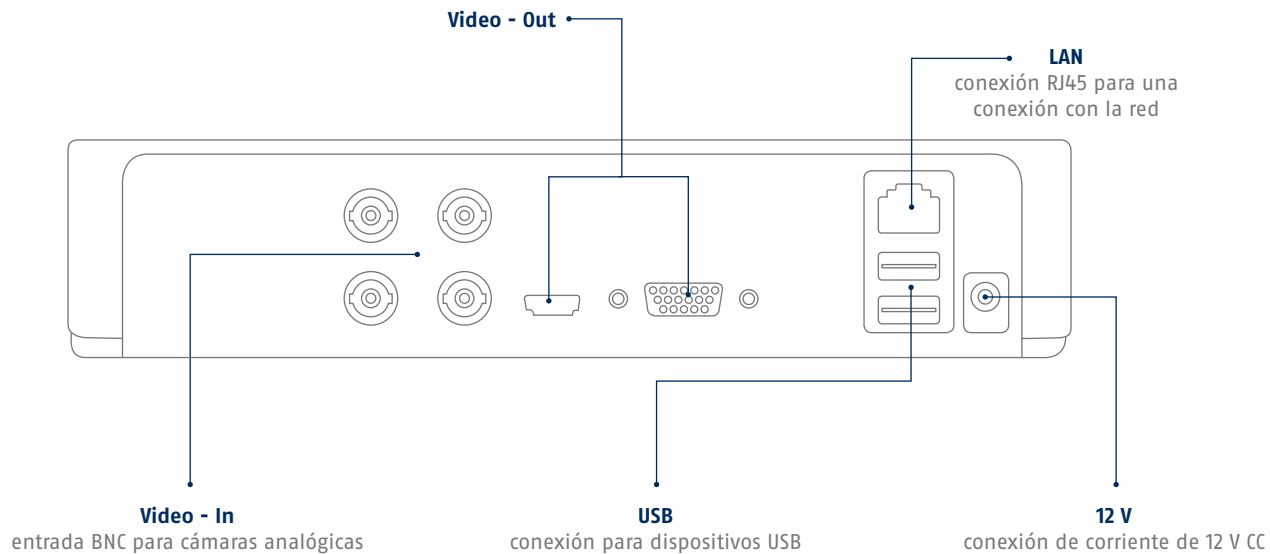 Video - Out
LAN
conexión RJ45 para una
conexión con la red
Video - In
entrada BNC para cámaras analógicas
USB
conexión para dispositivos USB
12 V
conexión de corriente de 12 V CC